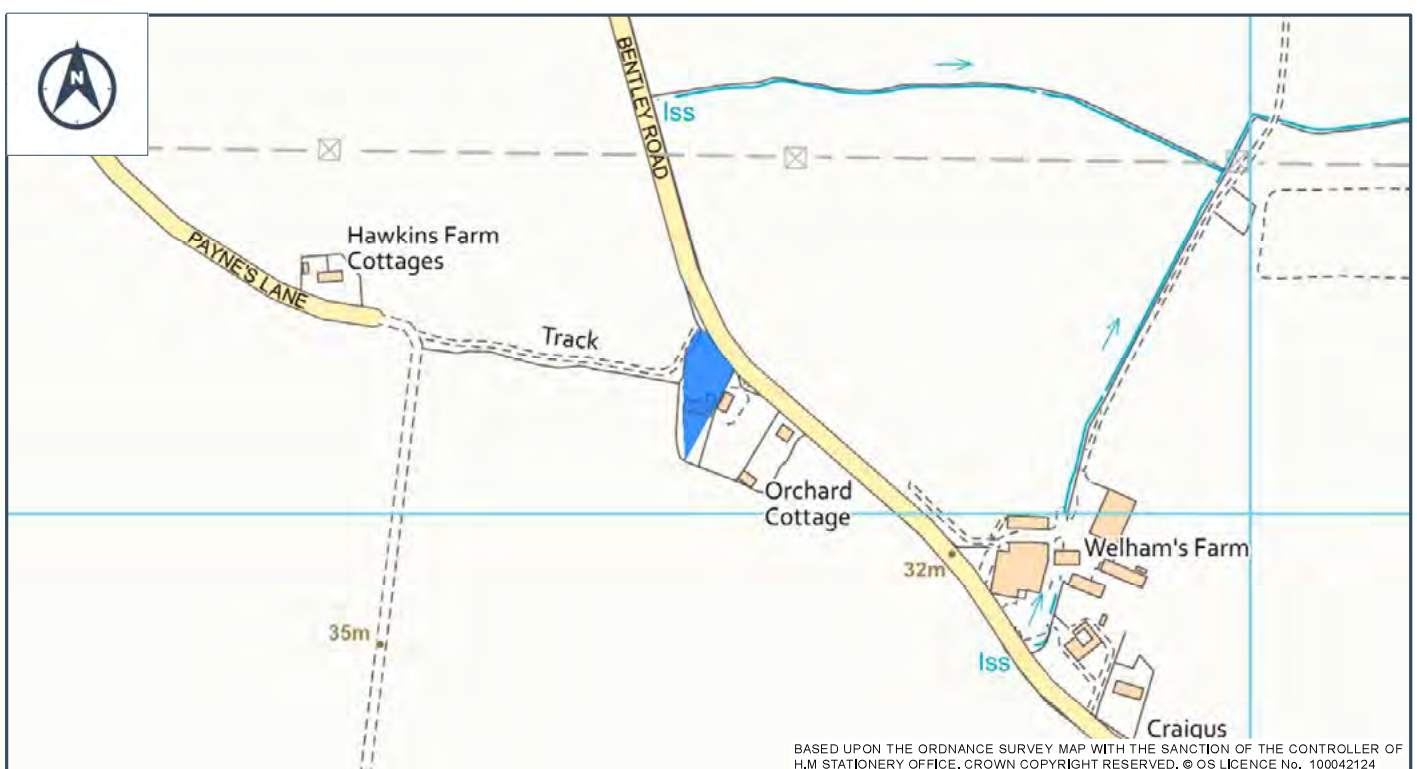 N
BENTLEY ROAD
Iss
PAYNE'S LANE
Hawkins Farm
Cottages
Track
Orchard
Cottage
Welham's Farm
32m
35m
Iss
Craigus
BASED UPON THE ORDNANCE SURVEY MAP WITH THE SANCTION OF THE CONTROLLER OF
H.M STATIONERY OFFICE. CROWN COPYRIGHT RESERVED. © OS LICENCE No. 100042124